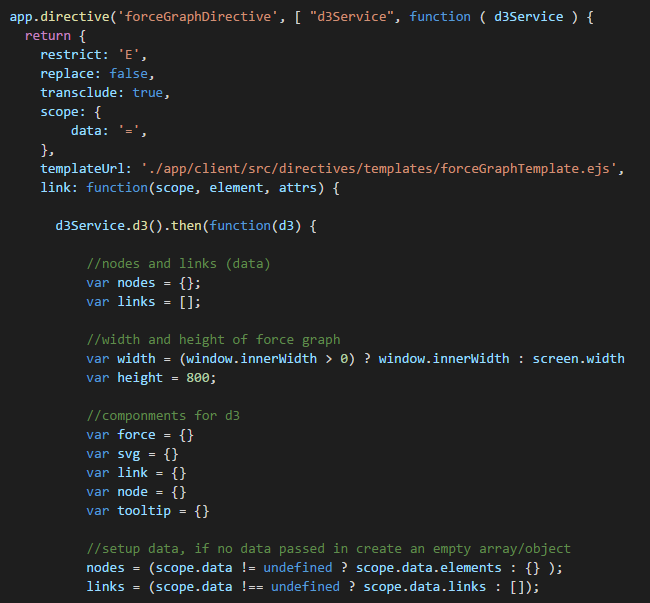 app.directive('forceGraphDirective', [ "d3Service", function ( d3Service ) {
  return {
    restrict: 'E',
    replace: false,
    transclude: true,
    scope: {
        data: '=',
    },
    templateUrl: './app/client/src/directives/templates/forceGraphTemplate.ejs',
    link: function(scope, element, attrs) {

      d3Service.d3().then(function(d3) {

          //nodes and links (data)
          var nodes = {};
          var links = [];

          //width and height of force graph
          var width = (window.innerWidth > 0) ? window.innerWidth : screen.width
          var height = 800;

          //componments for d3
          var force = {}
          var svg = {}
          var link = {}
          var node = {}
          var tooltip = {}

          //setup data, if no data passed in create an empty array/object
          nodes = (scope.data != undefined ? scope.data.elements : {} );
          links = (scope.data !== undefined ? scope.data.links : []);